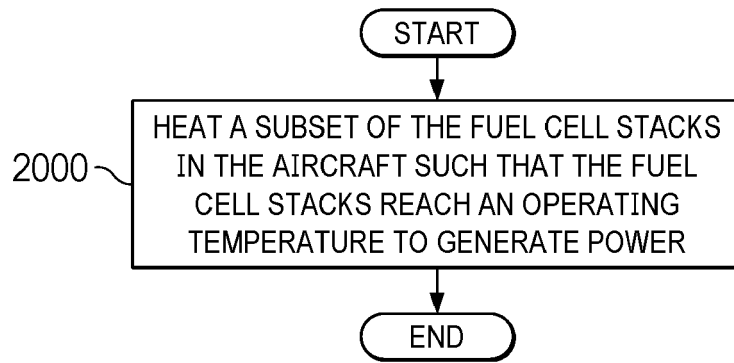 START
HEAT A SUBSET OF THE FUEL CELL STACKS
IN THE AIRCRAFT SUCH THAT THE FUEL
CELL STACKS REACH AN OPERATING
TEMPERATURE TO GENERATE POWER
2000
END